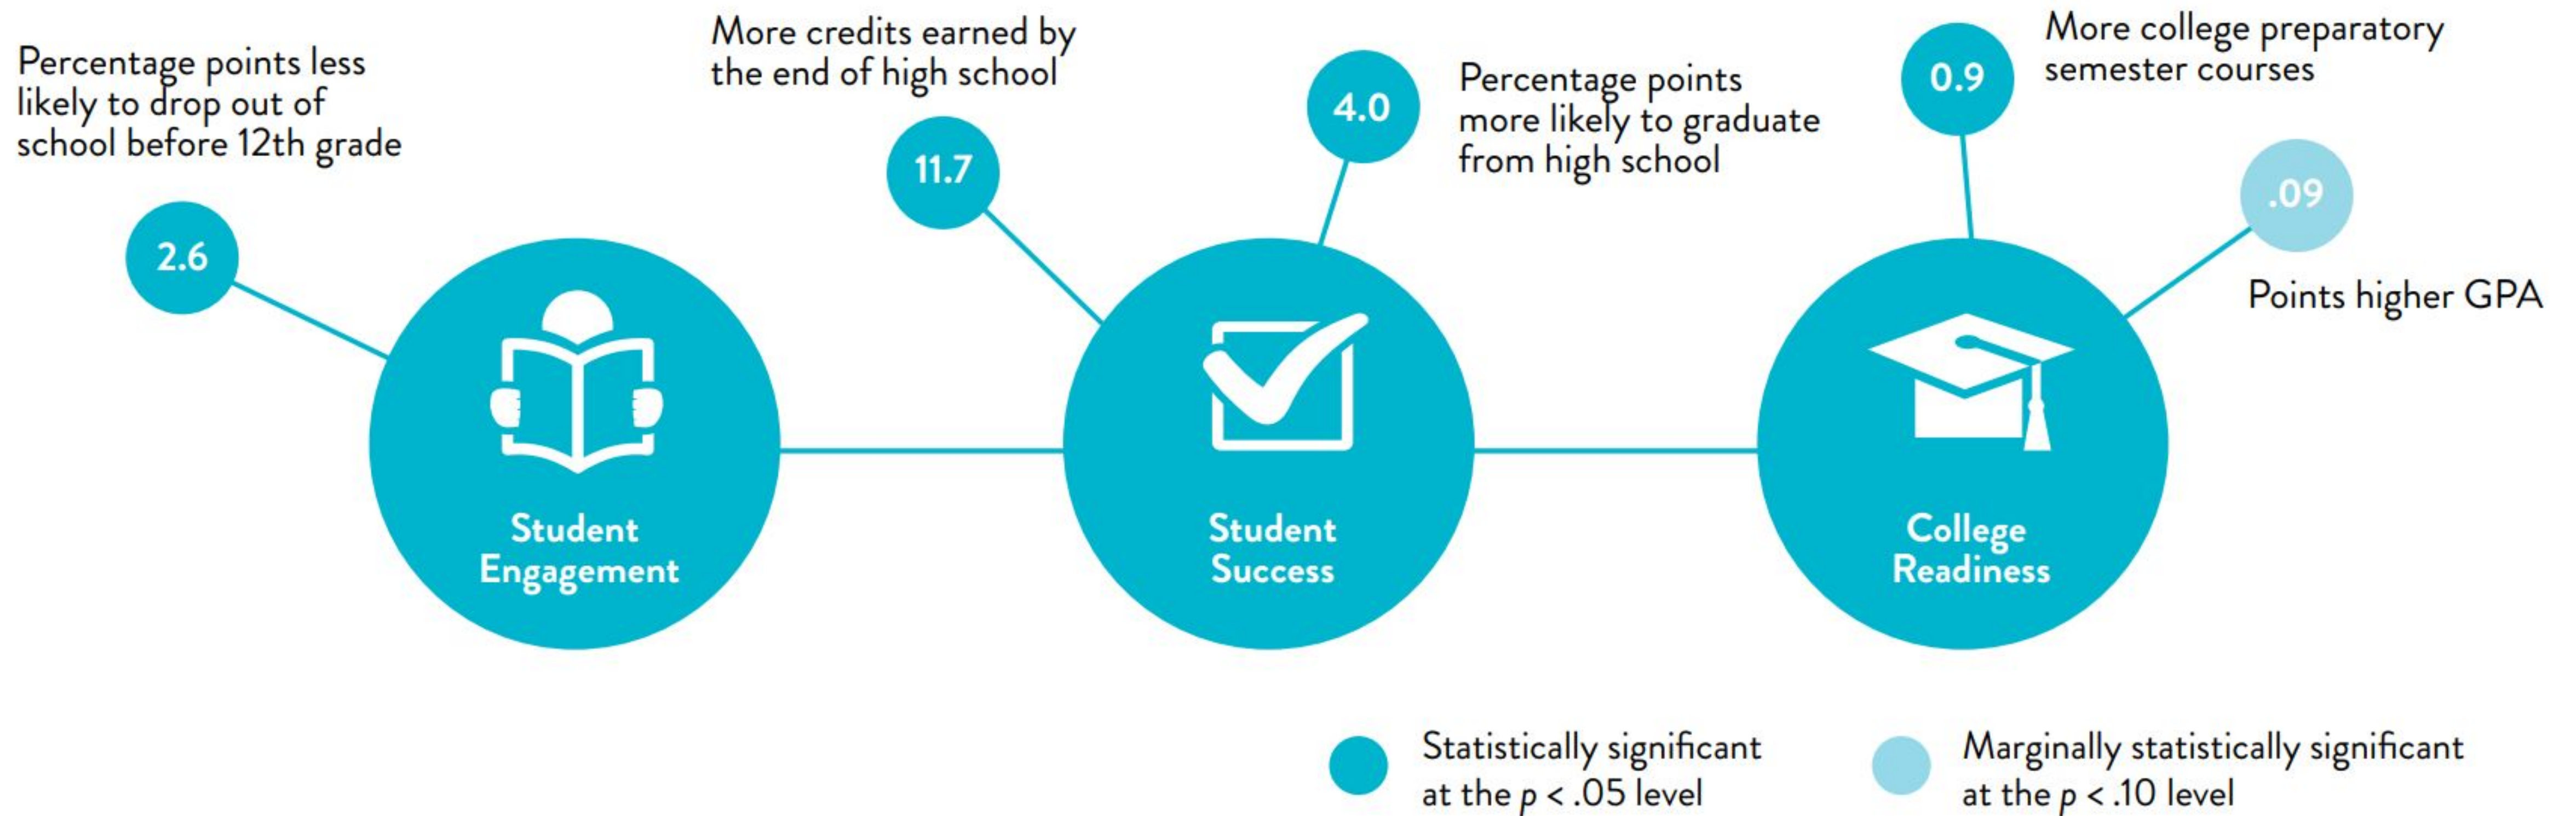 Percentage points less
likely to drop out of
school before 12th grade
2.6
Student
Engagement
More credits earned by
the end of high school
11.7
4.0
Percentage points
more likely to graduate
from high school
Student
Success
0.9
More college preparatory
semester courses
.09
Points higher GPA
College
Readiness
Statistically significant
at the p < .05 level
Marginally statistically significant
at the p < .10 level